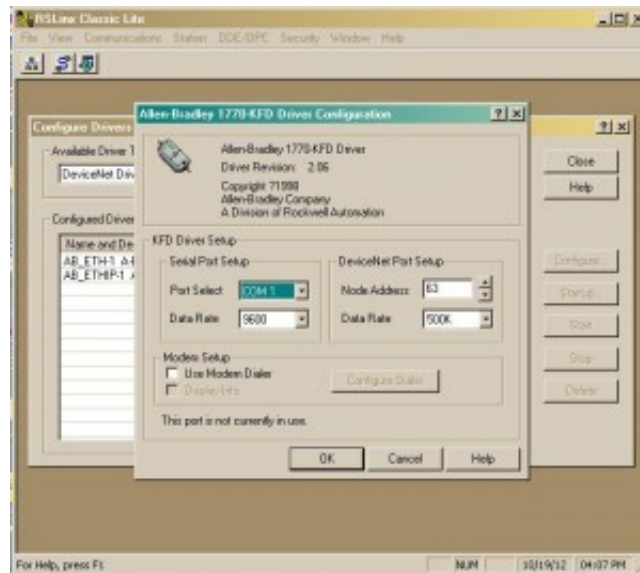 RSLinx Classic Lite
File View Communications Station DDE/OPC Security Window Help
Configure Drivers
Available Driver T
DeviceNet Driv
Close
Help
Configured Driver
Name and De
AB_ETH-1 A-B
AB_ETHIP-1 A
Configure...
Startup
Start
Stop
Delete
Allen-Bradley 1770-KFD Driver Configuration
Allen-Bradley 1770-KFD Driver
Driver Revision: 2.06
Copyright ?1998
Allen-Bradley Company
A Division of Rockwell Automation
KFD Driver Setup
Serial Port Setup
Port Select COM 1
Data Rate 9600
DeviceNet Port Setup
Node Address 63
Data Rate 500K
Modem Setup
Use Modem Dialer
Display Info
Configure Dialer
This port is not currently in use.
OK Cancel Help
For Help, press F1
NUM 10/19/12 04:07 PM